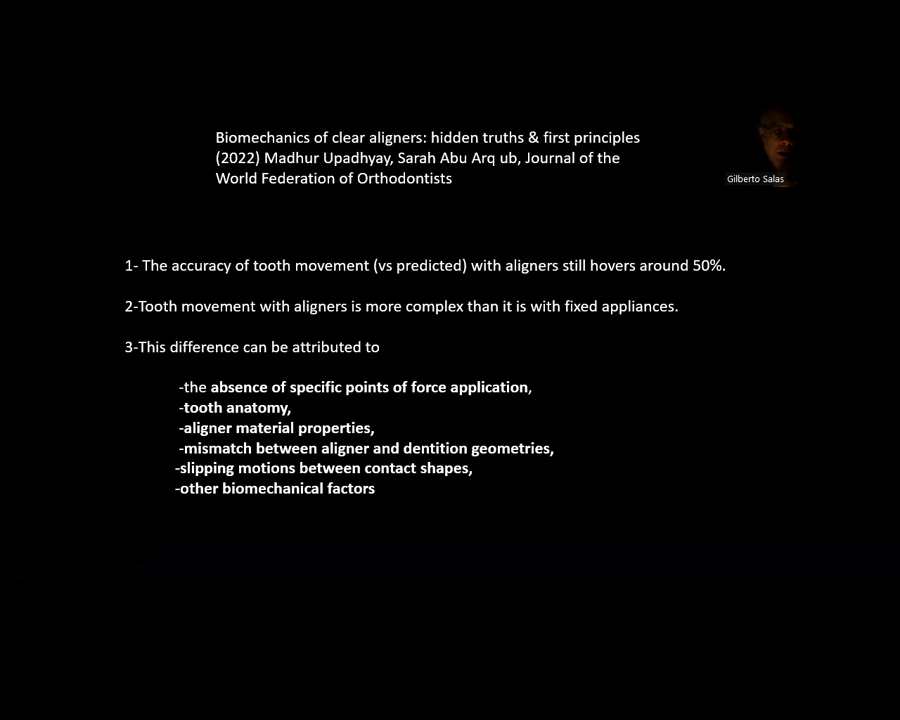 Biomechanics of clear aligners: hidden truths & first principles
(2022) Madhur Upadhyay, Sarah Abu Arq ub, Journal of the
World Federation of Orthodontists
Gilberto Salas
1- The accuracy of tooth movement (vs predicted) with aligners still hovers around 50%.
2-Tooth movement with aligners is more complex than it is with fixed appliances.
3-This difference can be attributed to
-the absence of specific points of force application,
-tooth anatomy,
-aligner material properties,
-mismatch between aligner and dentition geometries,
-slipping motions between contact shapes,
-other biomechanical factors